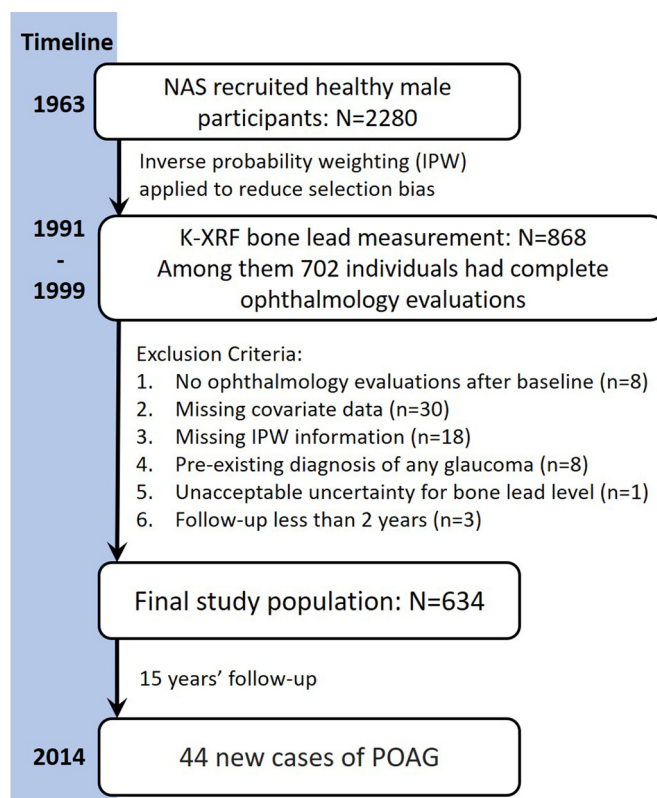 Timeline
1963
NAS recruited healthy male
participants: N=2280
Inverse probability weighting (IPW)
applied to reduce selection bias
1991
-
1999
K-XRF bone lead measurement: N=868
Among them 702 individuals had complete
ophthalmology evaluations
Exclusion Criteria:
1. No ophthalmology evaluations after baseline (n=8)
2. Missing covariate data (n=30)
3. Missing IPW information (n=18)
4. Pre-existing diagnosis of any glaucoma (n=8)
5. Unacceptable uncertainty for bone lead level (n=1)
6. Follow-up less than 2 years (n=3)
Final study population: N=634
15 years’ follow-up
2014
44 new cases of POAG